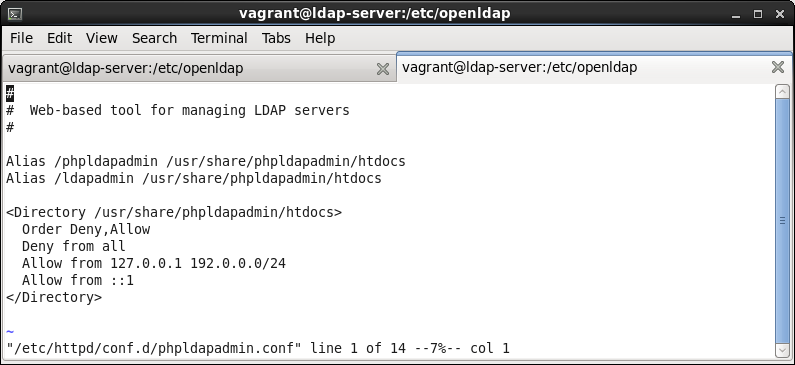 vagrant@ldap-server:/etc/openldap
File Edit View Search Terminal Tabs Help
vagrant@ldap-server:/etc/openldap vagrant@ldap-server:/etc/openldap
#
#  Web-based tool for managing LDAP servers
#
Alias /phpldapadmin /usr/share/phpldapadmin/htdocs
Alias /ldapadmin /usr/share/phpldapadmin/htdocs
<Directory /usr/share/phpldapadmin/htdocs>
  Order Deny,Allow
  Deny from all
  Allow from 127.0.0.1 192.0.0.0/24
  Allow from ::1
</Directory>
~
"/etc/httpd/conf.d/phpldapadmin.conf" line 1 of 14 --7%-- col 1